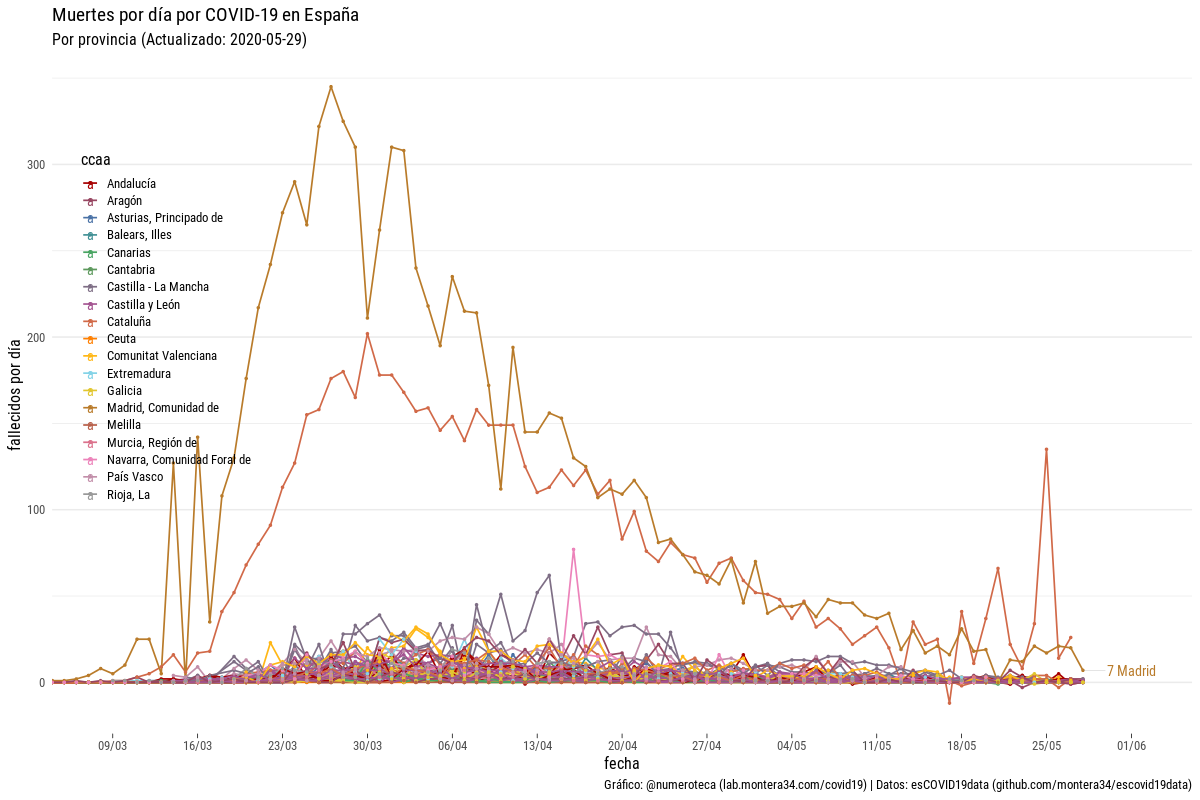 Muertes por día por COVID-19 en España
Por provincia (Actualizado: 2020-05-29)
fallecidos por día
300
200
100
0
ccaa
Andalucía
Aragón
Asturias, Principado de
Balears, Illes
Canarias
Cantabria
Castilla - La Mancha
Castilla y León
Cataluña
Ceuta
Comunitat Valenciana
Extremadura
Galicia
Madrid, Comunidad de
Melilla
Murcia, Región de
Navarra, Comunidad Foral de
País Vasco
Rioja, La
7 Madrid
09/03
16/03
23/03
30/03
06/04
13/04
20/04
27/04
04/05
11/05
18/05
25/05
01/06
fecha
Gráfico: @numeroteca (lab.montera34.com/covid19) | Datos: esCOVID19data (github.com/montera34/escovid19data)